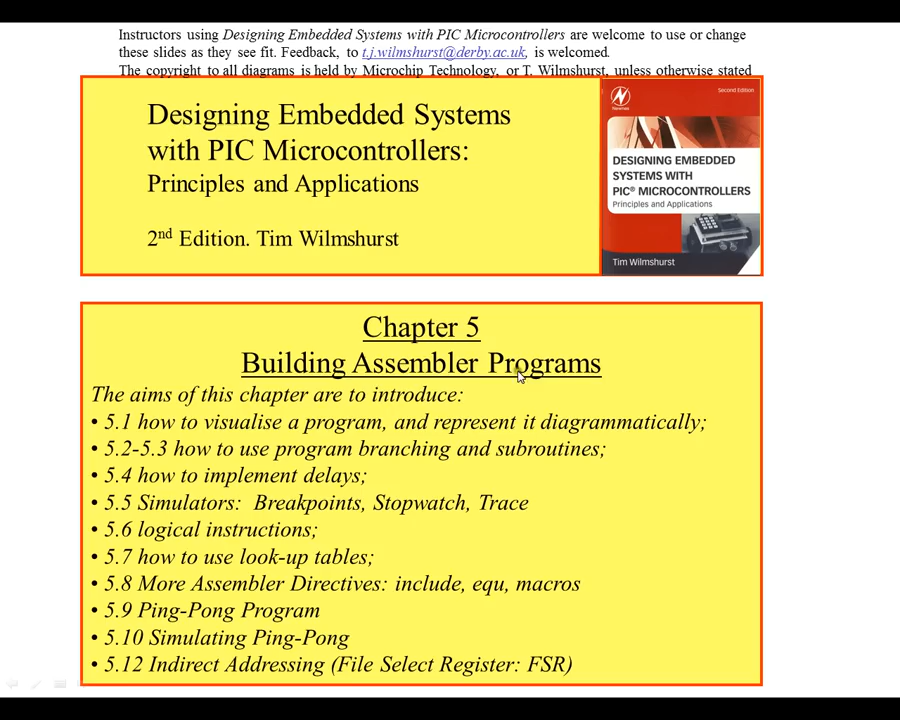 Instructors using Designing Embedded Systems with PIC Microcontrollers are welcome to use or change
these slides as they see fit. Feedback, to t.j.wilmshurst@derby.ac.uk, is welcomed.
The copyright to all diagrams is held by Microchip Technology, or T. Wilmshurst, unless otherwise stated
Designing Embedded Systems
with PIC Microcontrollers:
Principles and Applications
2nd Edition. Tim Wilmshurst
Newnes
Second Edition
DESIGNING EMBEDDED
SYSTEMS WITH
PIC® MICROCONTROLLERS
Principles and Applications
Tim Wilmshurst
Chapter 5
Building Assembler Programs
The aims of this chapter are to introduce:
• 5.1 how to visualise a program, and represent it diagrammatically;
• 5.2-5.3 how to use program branching and subroutines;
• 5.4 how to implement delays;
• 5.5 Simulators: Breakpoints, Stopwatch, Trace
• 5.6 logical instructions;
• 5.7 how to use look-up tables;
• 5.8 More Assembler Directives: include, equ, macros
• 5.9 Ping-Pong Program
• 5.10 Simulating Ping-Pong
• 5.12 Indirect Addressing (File Select Register: FSR)